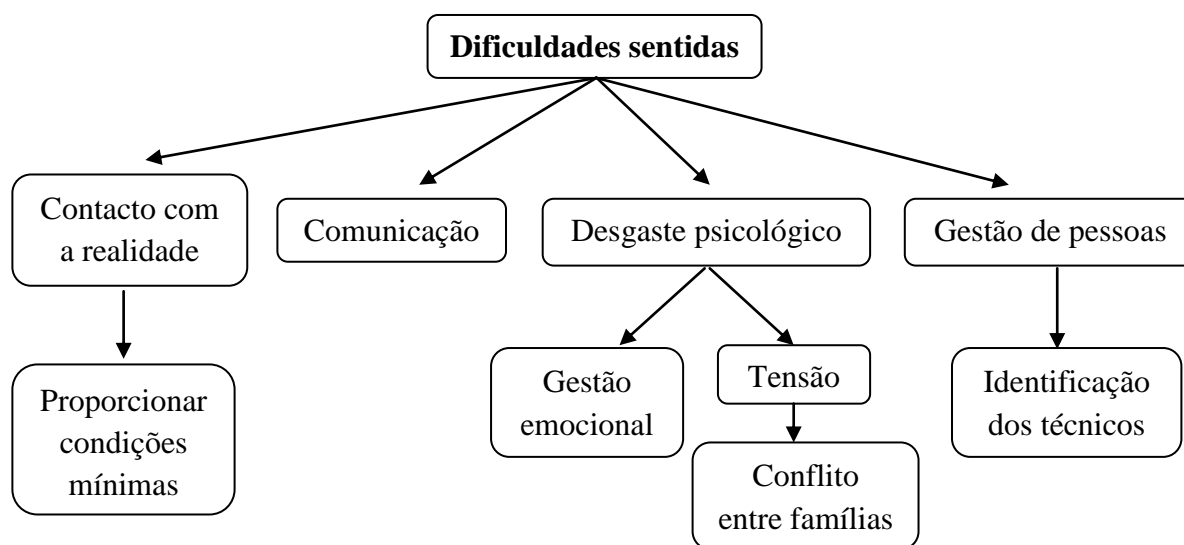 Dificuldades sentidas
Contacto com
a realidade
Comunicação
Desgaste psicológico
Gestão de pessoas
Proporcionar
condições
mínimas
Gestão
emocional
Tensão
Conflito
entre famílias
Identificação
dos técnicos